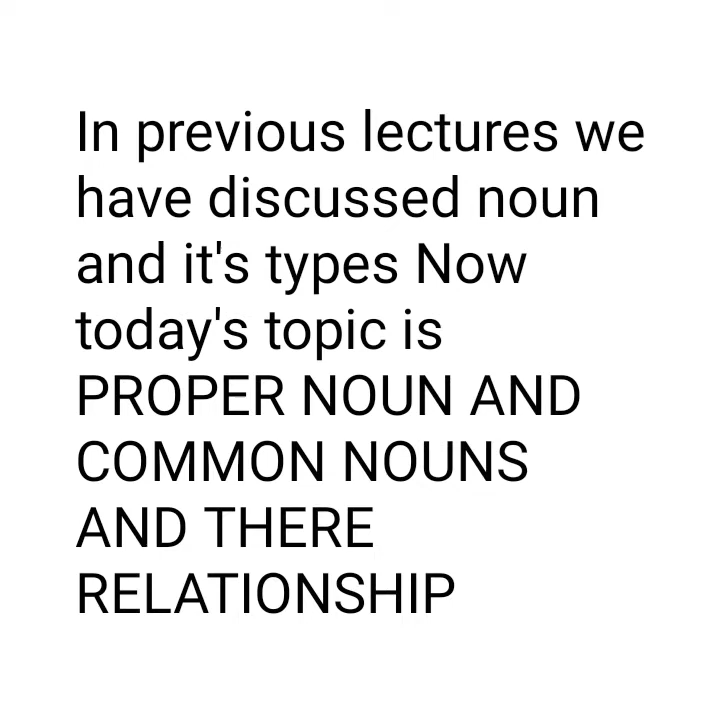 In previous lectures we
have discussed noun
and it's types Now
today's topic is
PROPER NOUN AND
COMMON NOUNS
AND THERE
RELATIONSHIP